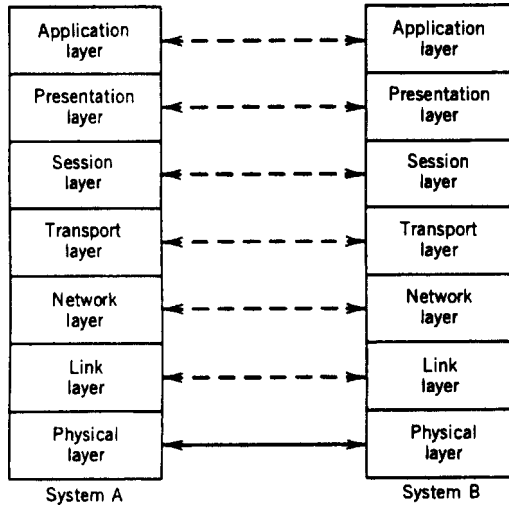 Application
layer
Presentation
layer
Session
layer
Transport
layer
Network
layer
Link
layer
Physical
layer
System A
Application
layer
Presentation
layer
Session
layer
Transport
layer
Network
layer
Link
layer
Physical
layer
System B